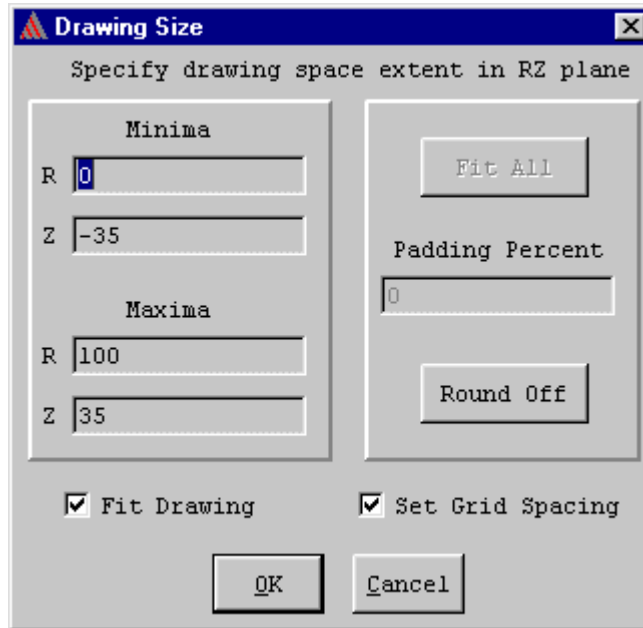 Drawing Size
Specify drawing space extent in RZ plane
Minima
R 0
Z -35
Maxima
R 100
Z 35
Fit All
Padding Percent
0
Round Off
Fit Drawing
Set Grid Spacing
OK
Cancel